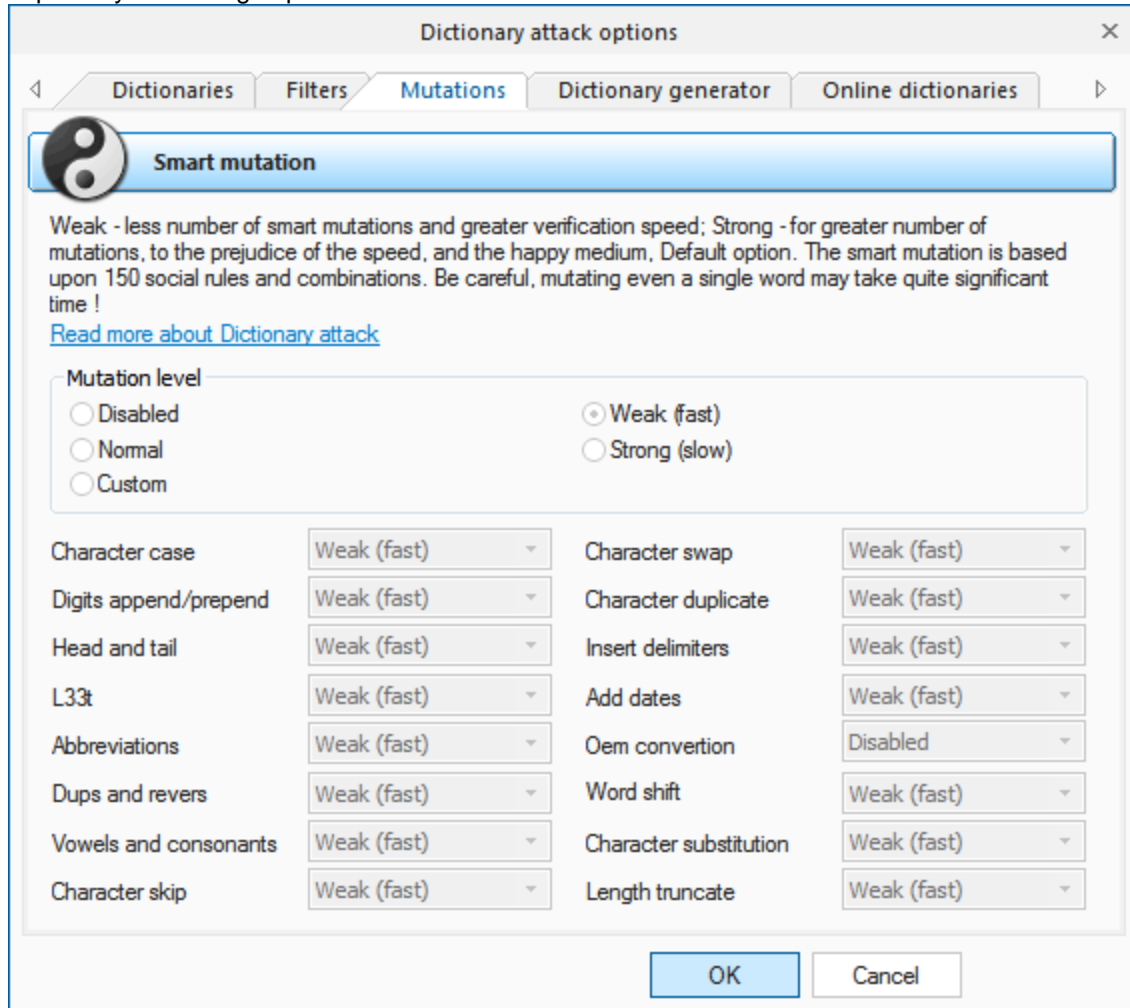 Dictionary attack options
Dictionaries
Filters
Mutations
Dictionary generator
Online dictionaries
Smart mutation
Weak - less number of smart mutations and greater verification speed; Strong - for greater number of
mutations, to the prejudice of the speed, and the happy medium, Default option. The smart mutation is based
upon 150 social rules and combinations. Be careful, mutating even a single word may take quite significant
time !
Read more about Dictionary attack
Mutation level
Disabled
Weak (fast)
Normal
Strong (slow)
Custom
Character case Weak (fast) Character swap Weak (fast)
Digits append/prepend Weak (fast) Character duplicate Weak (fast)
Head and tail Weak (fast) Insert delimiters Weak (fast)
L33t Weak (fast) Add dates Weak (fast)
Abbreviations Weak (fast) Oem convertion Disabled
Dups and revers Weak (fast) Word shift Weak (fast)
Vowels and consonants Weak (fast) Character substitution Weak (fast)
Character skip Weak (fast) Length truncate Weak (fast)
OK Cancel